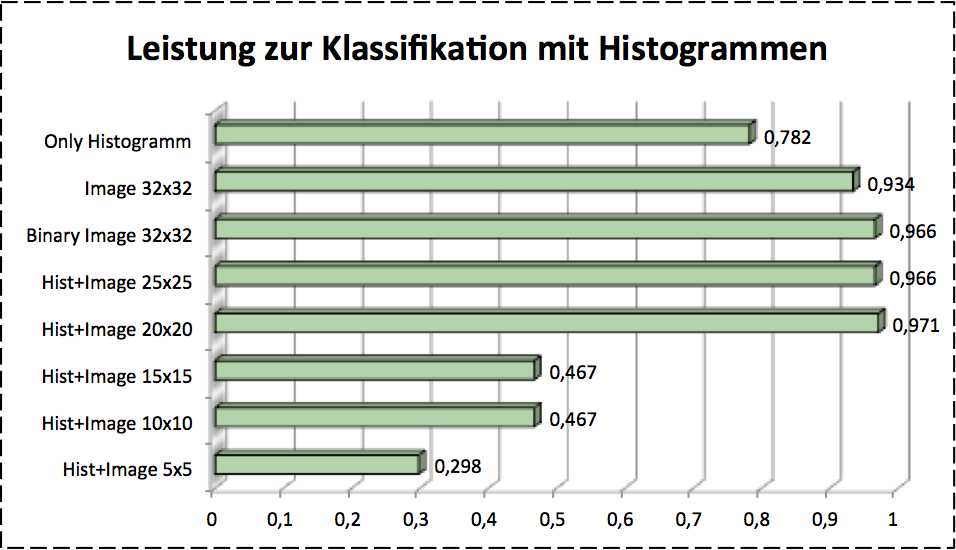 Leistung zur Klassifikation mit Histogrammen
Only Histogramm 0,782
Image 32x32 0,934
Binary Image 32x32 0,966
Hist+Image 25x25 0,966
Hist+Image 20x20 0,971
Hist+Image 15x15 0,467
Hist+Image 10x10 0,467
Hist+Image 5x5 0,298
0 0,1 0,2 0,3 0,4 0,5 0,6 0,7 0,8 0,9 1